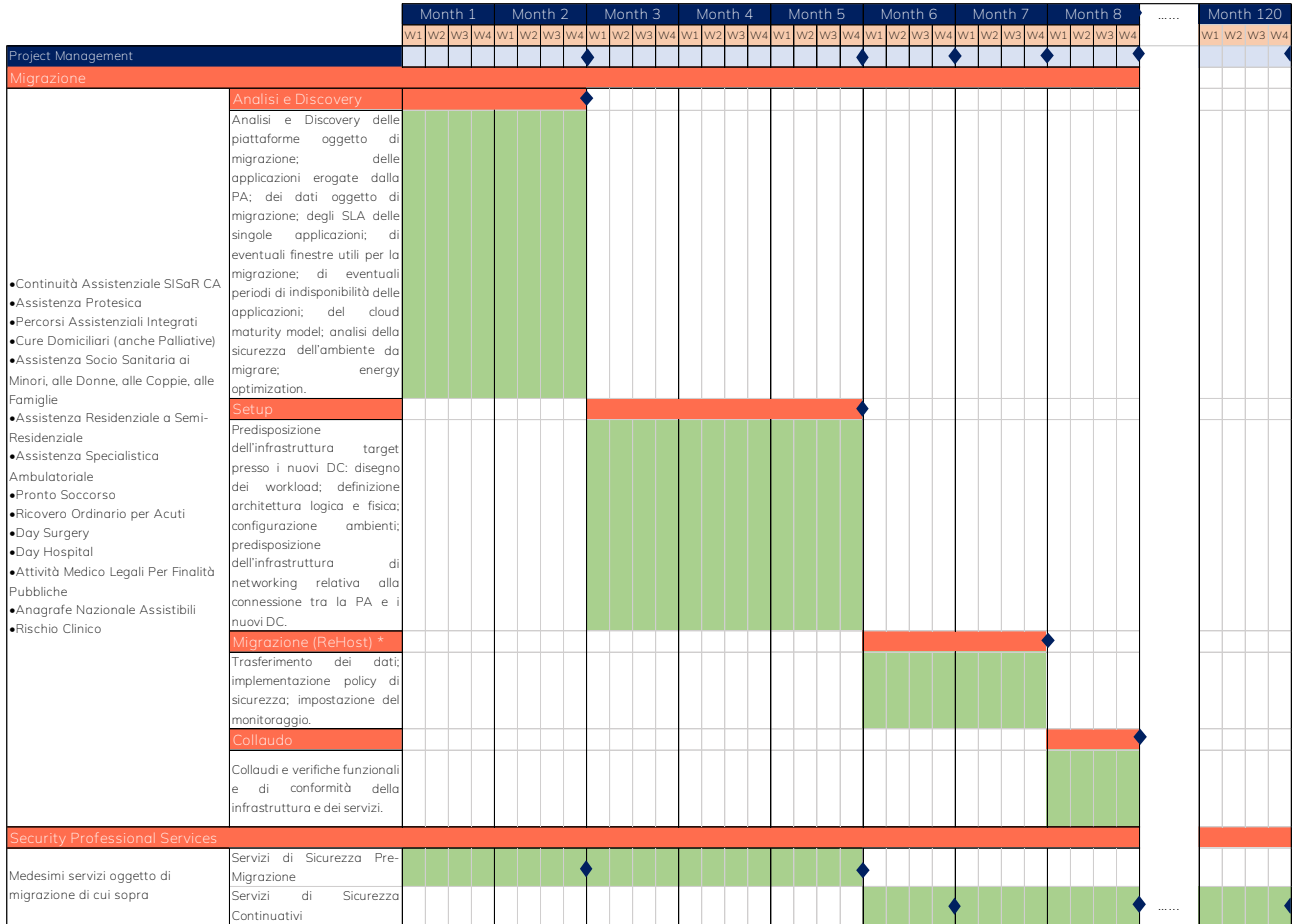 Month 1 Month 2 Month 3 Month 4 Month 5 Month 6 Month 7 Month 8 ...... Month 120
W1 W2 W3 W4 W1 W2 W3 W4 W1 W2 W3 W4 W1 W2 W3 W4 W1 W2 W3 W4 W1 W2 W3 W4 W1 W2 W3 W4 W1 W2 W3 W4 W1 W2 W3 W4
Project Management
Migrazione
•Continuità Assistenziale SISaR CA
•Assistenza Protesica
•Percorsi Assistenziali Integrati
•Cure Domiciliari (anche Palliative)
•Assistenza Socio Sanitaria ai
Minori, alle Donne, alle Coppie, alle
Famiglie
•Assistenza Residenziale a Semi-
Residenziale
•Assistenza Specialistica
Ambulatoriale
•Pronto Soccorso
•Ricovero Ordinario per Acuti
•Day Surgery
•Day Hospital
•Attività Medico Legali Per Finalità
Pubbliche
•Anagrafe Nazionale Assistibili
•Rischio Clinico
Analisi e Discovery
Analisi e Discovery delle
piattaforme oggetto di
migrazione; delle
applicazioni erogate dalla
PA; dei dati oggetto di
migrazione; degli SLA delle
singole applicazioni; di
eventuali finestre utili per la
migrazione; di eventuali
periodi di indisponibilità delle
applicazioni; del cloud
maturity model; analisi della
sicurezza dell'ambiente da
migrare; energy
optimization.
Setup
Predisposizione
dell'infrastruttura target
presso i nuovi DC: disegno
dei workload; definizione
architettura logica e fisica;
configurazione ambienti;
predisposizione
dell'infrastruttura di
networking relativa alla
connessione tra la PA e i
nuovi DC.
Migrazione (ReHost) *
Trasferimento dei dati;
implementazione policy di
sicurezza; impostazione del
monitoraggio.
Collaudo
Collaudi e verifiche funzionali
e di conformità della
infrastruttura e dei servizi.
Security Professional Services
Medesimi servizi oggetto di
migrazione di cui sopra
Servizi di Sicurezza Pre-
Migrazione
Servizi di Sicurezza
Continuativi
......